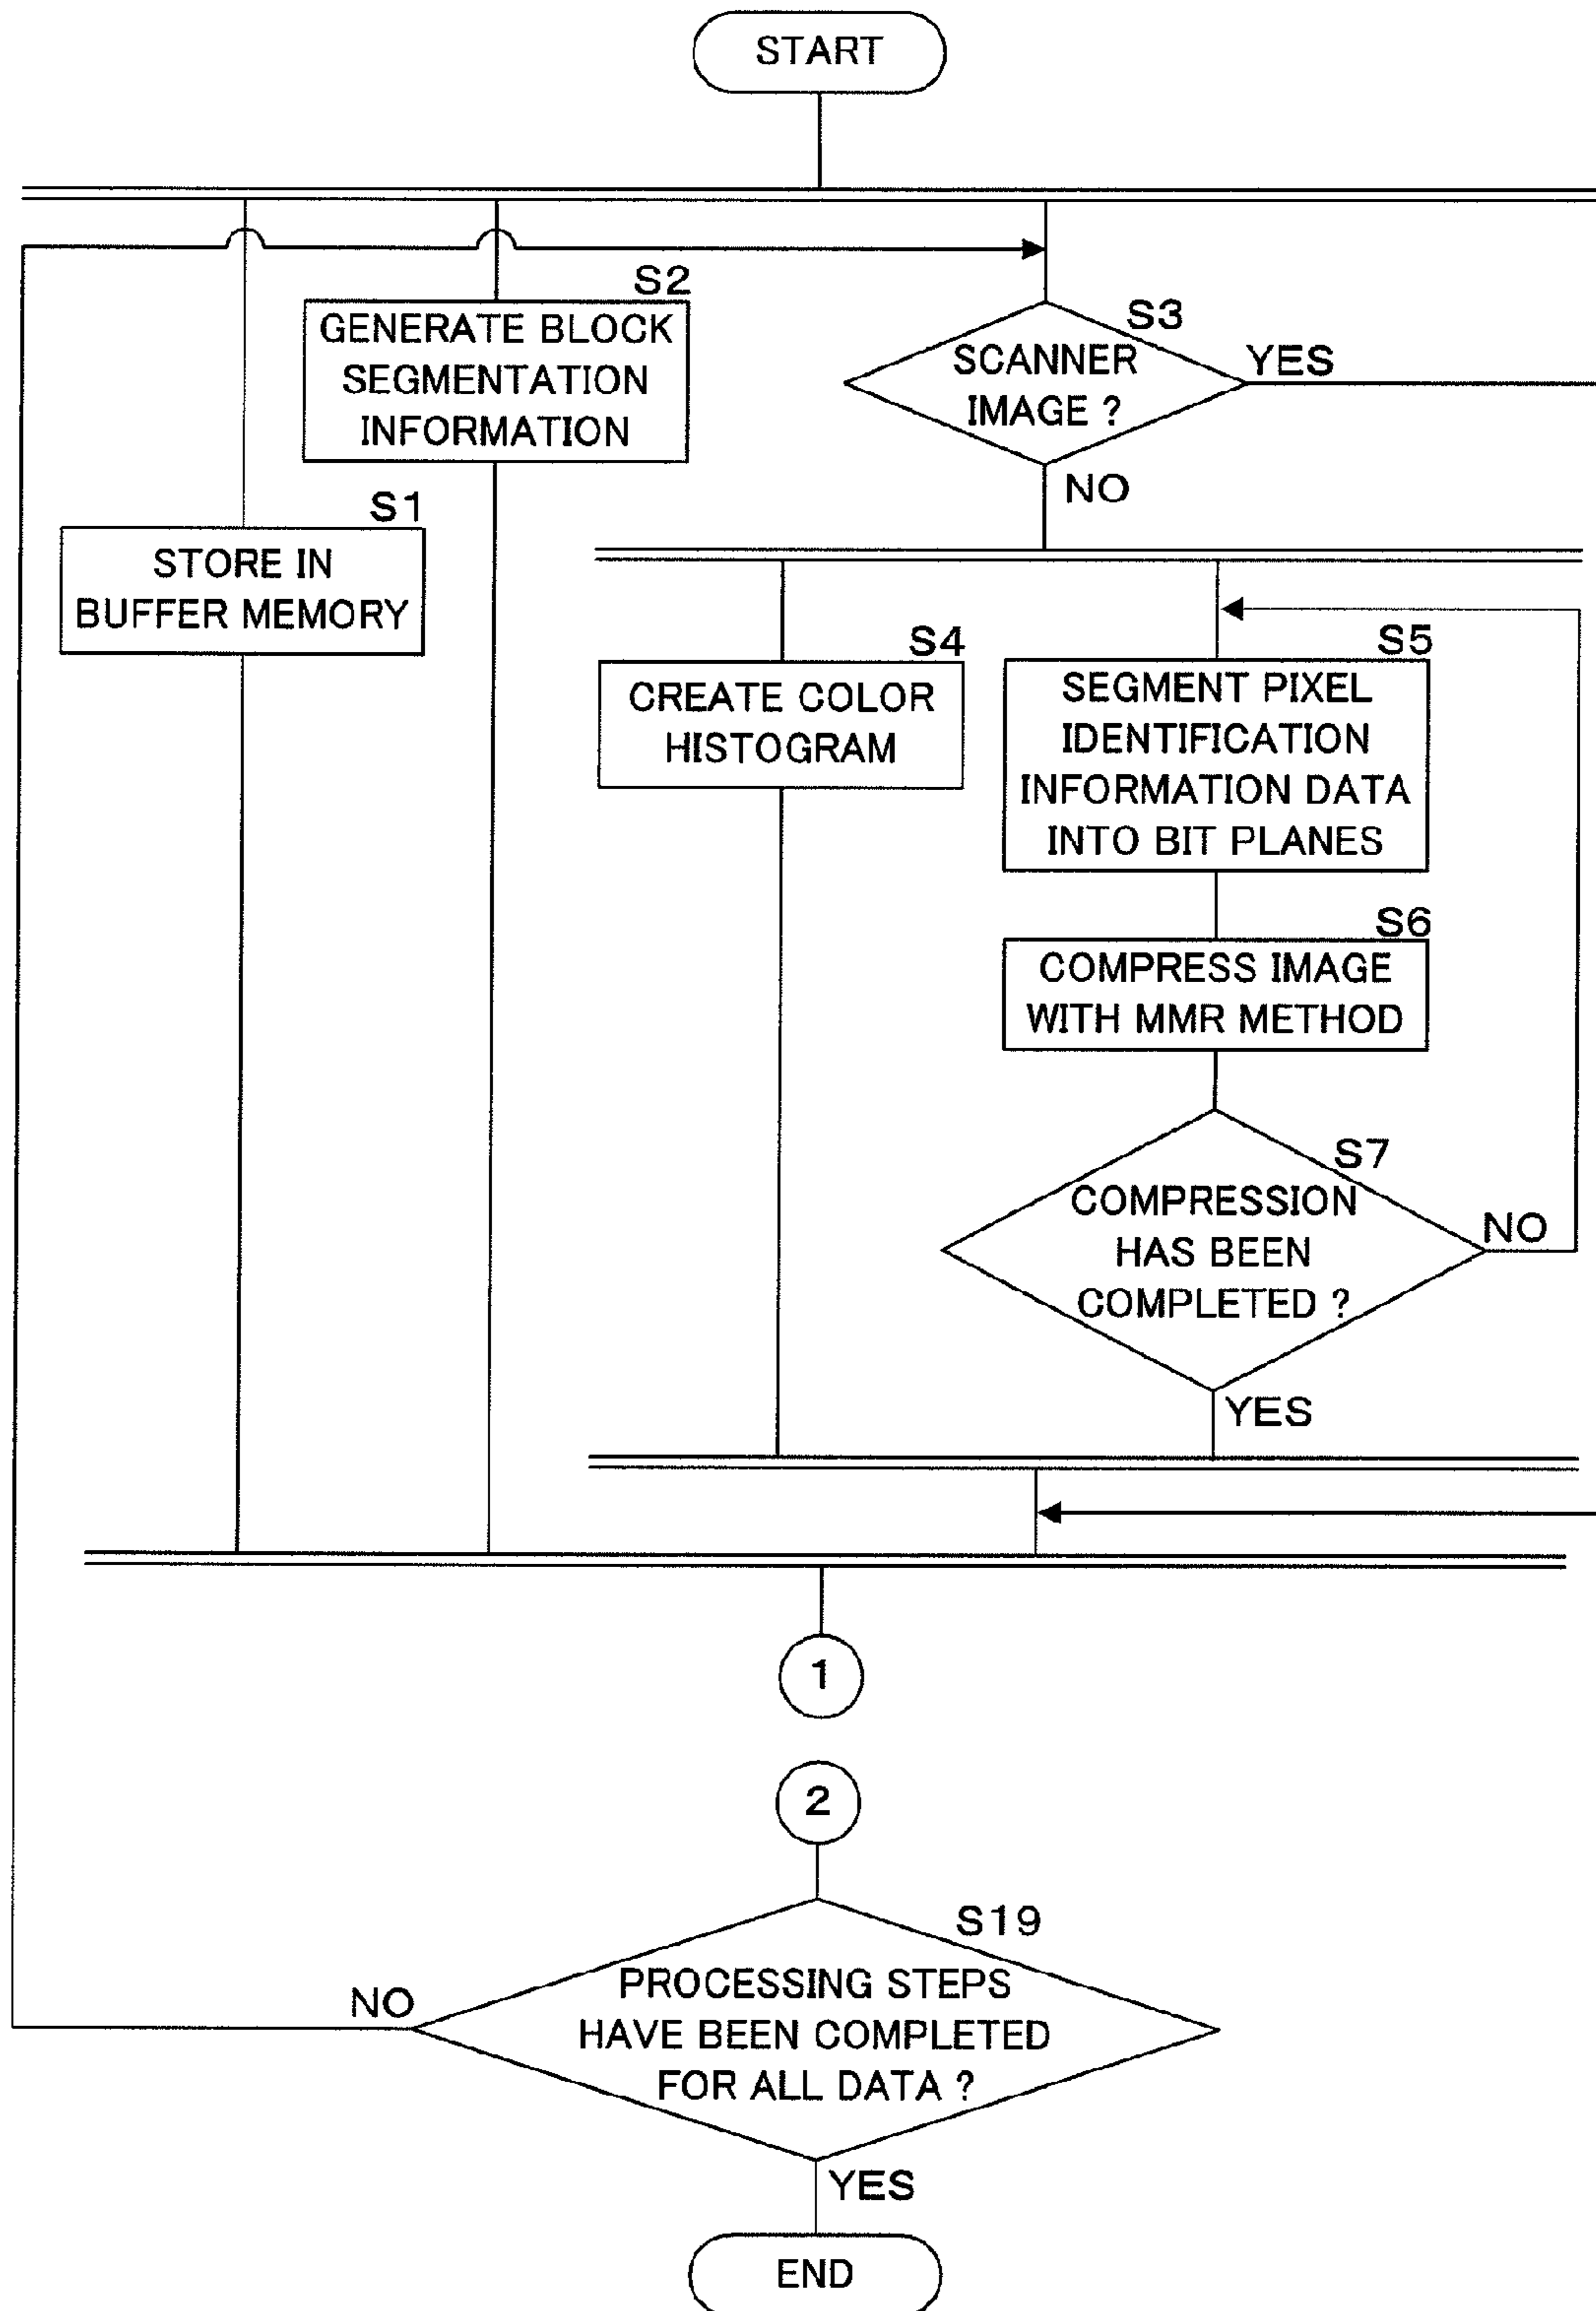 START
S2
GENERATE BLOCK
SEGMENTATION
INFORMATION
S3
SCANNER
IMAGE ?
YES
NO
S1
STORE IN
BUFFER MEMORY
S4
CREATE COLOR
HISTOGRAM
S5
SEGMENT PIXEL
IDENTIFICATION
INFORMATION DATA
INTO BIT PLANES
S6
COMPRESS IMAGE
WITH MMR METHOD
S7
COMPRESSION
HAS BEEN
COMPLETED ?
NO
YES
1
2
S19
PROCESSING STEPS
HAVE BEEN COMPLETED
FOR ALL DATA ?
NO
YES
END